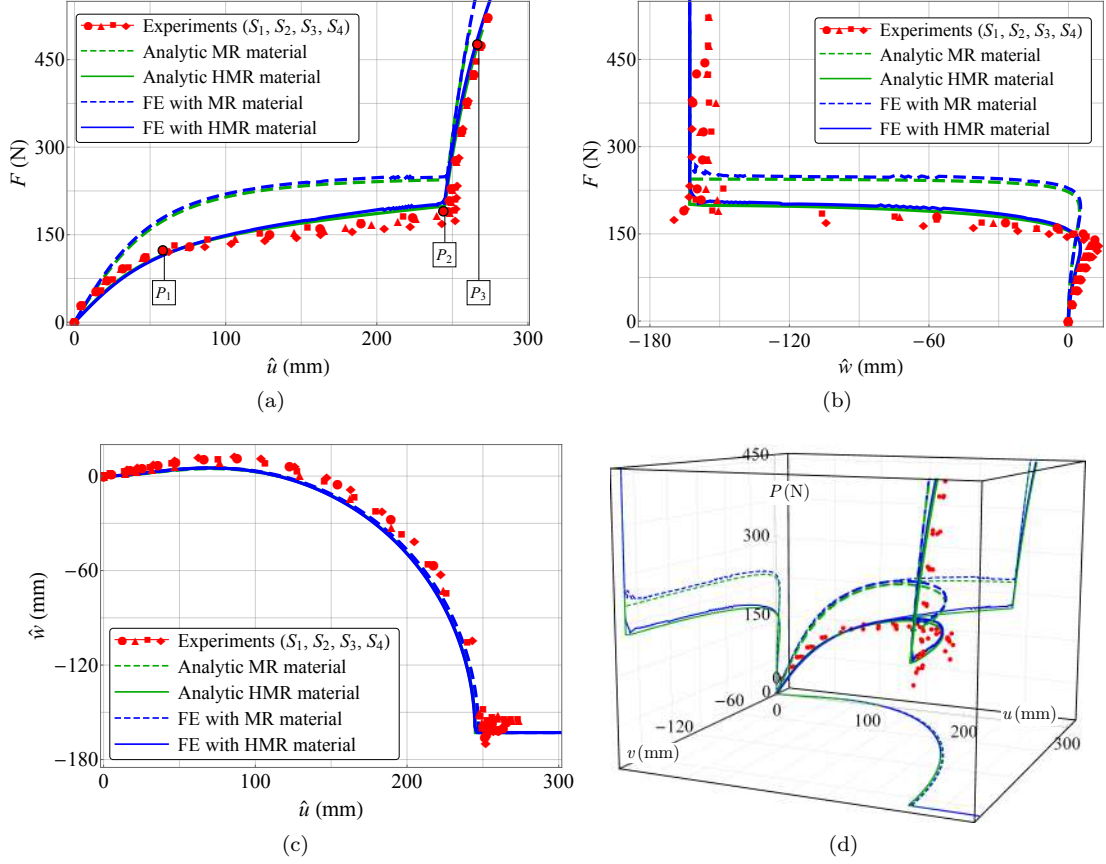 Experiments (S1, S2, S3, S4)
Analytic MR material
Analytic HMR material
FE with MR material
FE with HMR material
450
300
150
0
F (N)
P1
P2
P3
0 100 200 300
û (mm)
(a)
Experiments (S1, S2, S3, S4)
Analytic MR material
Analytic HMR material
FE with MR material
FE with HMR material
450
300
150
0
F (N)
−180 −120 −60 0
ŵ (mm)
(b)
0
−60
−120
−180
ŵ (mm)
Experiments (S1, S2, S3, S4)
Analytic MR material
Analytic HMR material
FE with MR material
FE with HMR material
0 100 200 300
û (mm)
(c)
450
P (N)
300
150
0
0
−60
−120
v (mm)
0
100
200
300
u (mm)
(d)